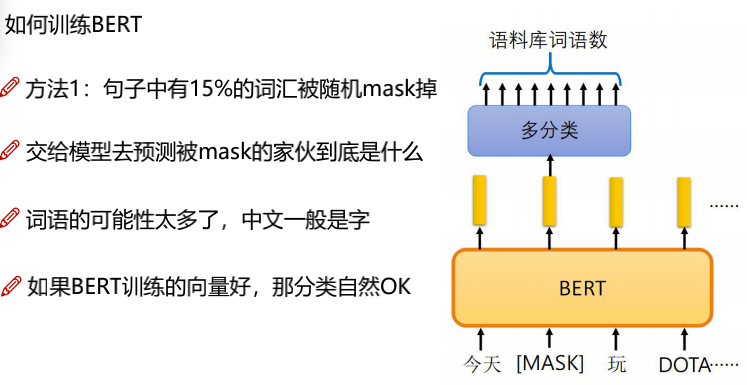 如何训练BERT
方法1：句子中有15%的词汇被随机mask掉
交给模型去预测被mask的家伙到底是什么
词语的可能性太多了，中文一般是字
如果BERT训练的向量好，那分类自然OK
语料库词语数
多分类
……
BERT
今天 [MASK] 玩 DOTA……